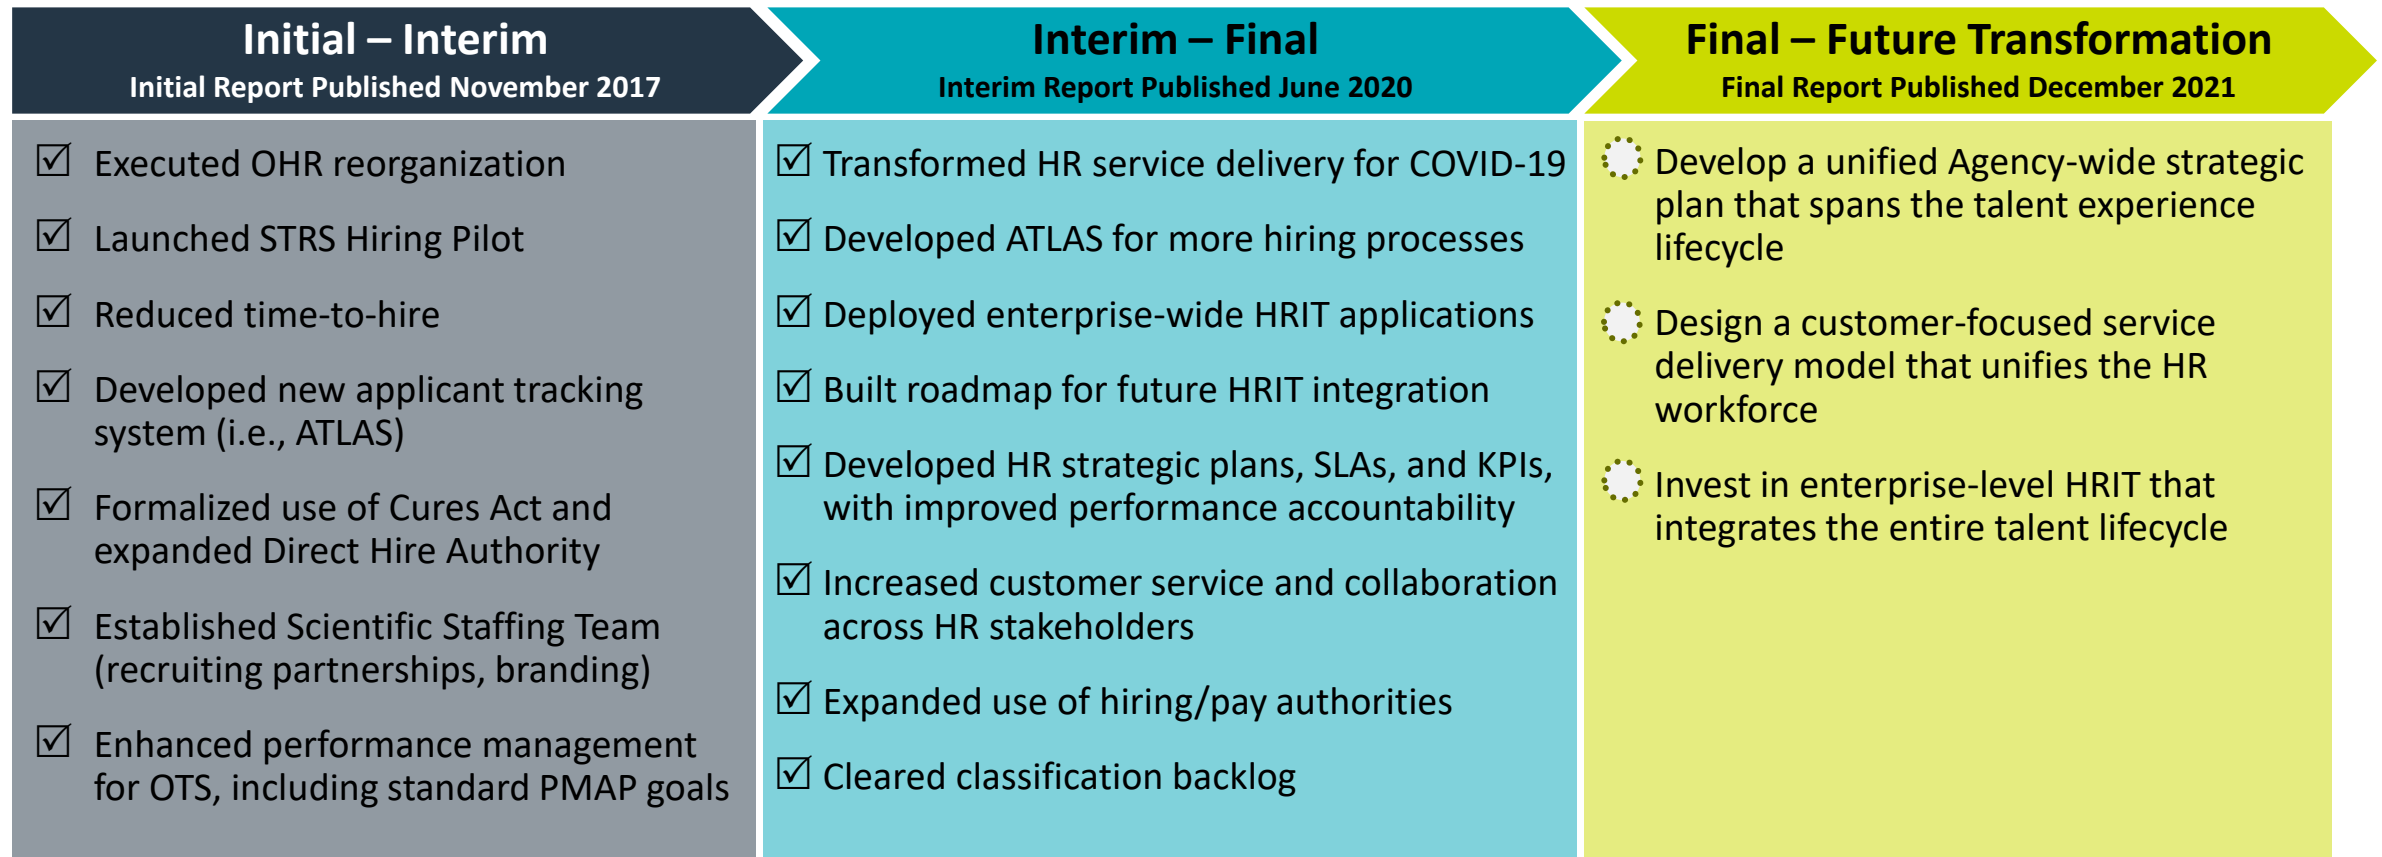 Initial – Interim
Initial Report Published November 2017
Executed OHR reorganization
Launched STRS Hiring Pilot
Reduced time-to-hire
Developed new applicant tracking
system (i.e., ATLAS)
Formalized use of Cures Act and
expanded Direct Hire Authority
Established Scientific Staffing Team
(recruiting partnerships, branding)
Enhanced performance management
for OTS, including standard PMAP goals
Interim – Final
Interim Report Published June 2020
Transformed HR service delivery for COVID-19
Developed ATLAS for more hiring processes
Deployed enterprise-wide HRIT applications
Built roadmap for future HRIT integration
Developed HR strategic plans, SLAs, and KPIs,
with improved performance accountability
Increased customer service and collaboration
across HR stakeholders
Expanded use of hiring/pay authorities
Cleared classification backlog
Final – Future Transformation
Final Report Published December 2021
Develop a unified Agency-wide strategic
plan that spans the talent experience
lifecycle
Design a customer-focused service
delivery model that unifies the HR
workforce
Invest in enterprise-level HRIT that
integrates the entire talent lifecycle